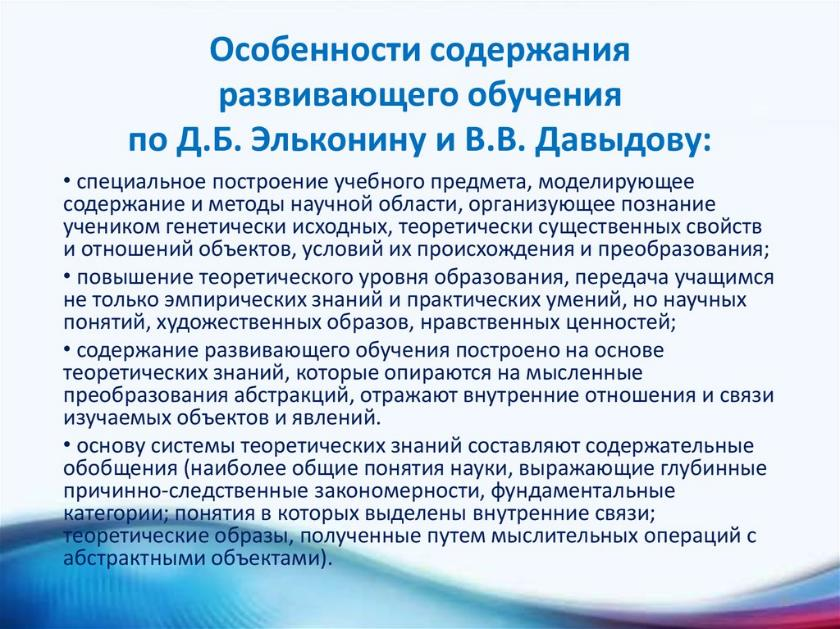 Особенности содержания
развивающего обучения
по Д.Б. Эльконину и В.В. Давыдову:
• специальное построение учебного предмета, моделирующее
содержание и методы научной области, организующее познание
учеником генетически исходных, теоретически существенных свойств
и отношений объектов, условий их происхождения и преобразования;
• повышение теоретического уровня образования, передача учащимся
не только эмпирических знаний и практических умений, но научных
понятий, художественных образов, нравственных ценностей;
• содержание развивающего обучения построено на основе
теоретических знаний, которые опираются на мысленные
преобразования абстракций, отражают внутренние отношения и связи
изучаемых объектов и явлений.
• основу системы теоретических знаний составляют содержательные
обобщения (наиболее общие понятия науки, выражающие глубинные
причинно-следственные закономерности, фундаментальные
категории; понятия в которых выделены внутренние связи;
теоретические образы, полученные путем мыслительных операций с
абстрактными объектами).